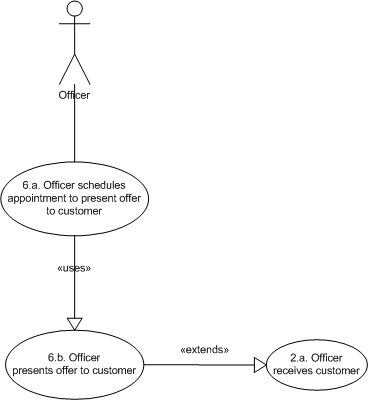 Officer
6.a. Officer schedules
appointment to present offer
to customer
«uses»
6.b. Officer
presents offer to customer
«extends»
2.a. Officer
receives customer